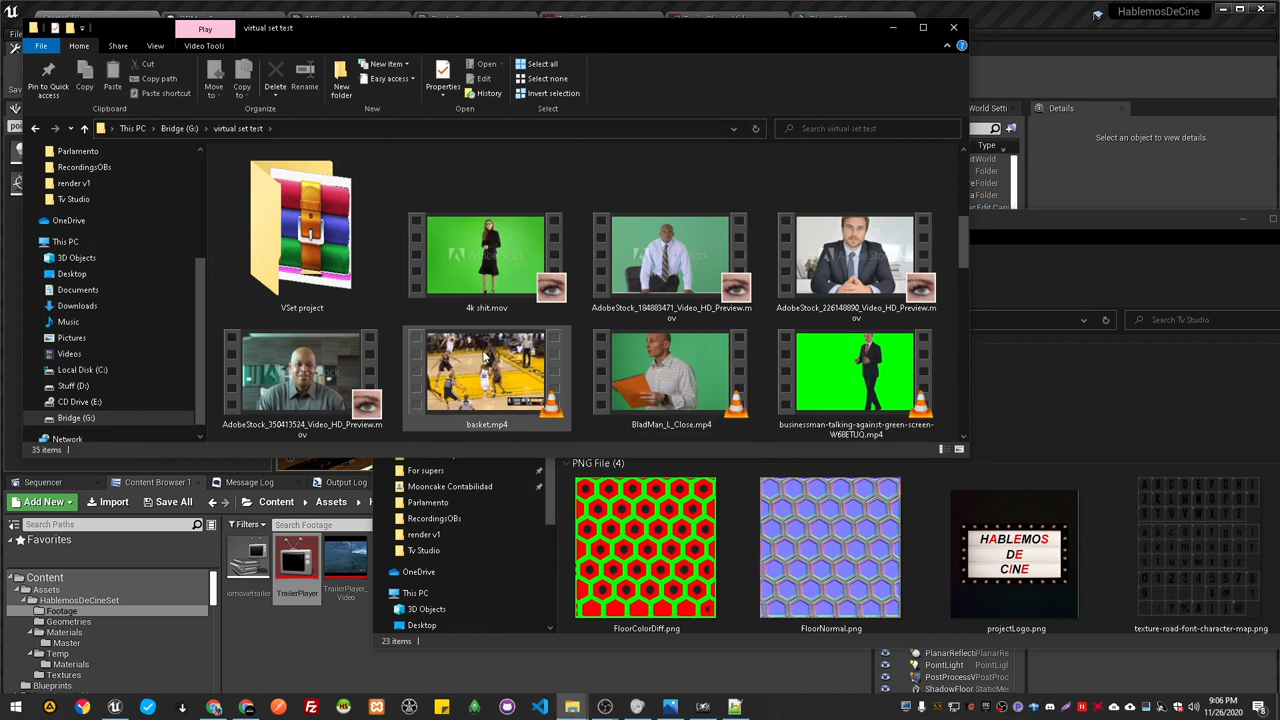 HablemosDeCine
Play
virtual set test
File
Home
Share
View
Video Tools
Pin to Quick access
Copy
Paste
Cut
Copy path
Paste shortcut
Move to
Copy to
Delete
Rename
New folder
New item
Easy access
Properties
Open
Edit
History
Select all
Select none
Invert selection
Clipboard
Organize
New
Open
Select
World Setti
Details
This PC
Bridge (G:)
virtual set test
Search virtual set test
Select an object to view details.
Type
Parlamento
RecordingsOBs
render v1
Tv Studio
OneDrive
This PC
3D Objects
Desktop
Documents
Downloads
Music
Pictures
Videos
Local Disk (C:)
Stuff (D:)
CD Drive (E:)
Bridge (G:)
Network
VSet project
4k shit.mov
AdobeStock_184883471_Video_HD_Preview.mov
AdobeStock_226148890_Video_HD_Preview.mov
AdobeStock_350413524_Video_HD_Preview.mov
basket.mp4
BladMan_L_Close.mp4
businessman-talking-against-green-screen-W68ETUQ.mp4
Folder
Folder
Search Tv Studio
35 items
Sequencer
Content Browser 1
Message Log
Output Log
Add New
Import
Save All
Content
Assets
Search Paths
Filters
Search Footage
Favorites
Content
Assets
HablemosDeCineSet
Footage
Geometries
Materials
Master
Temp
Materials
Textures
Blueprints
iomovietrailer
TrailerPlayer
TrailerPlayer_Video
For supers
Mooncake Contabilidad
Parlamento
RecordingsOBs
render v1
Tv Studio
OneDrive
This PC
3D Objects
Desktop
PNG File (4)
HABLEMOS
DE
CINE
FloorColorDiff.png
FloorNormal.png
projectLogo.png
texture-road-font-character-map.png
23 items
PlanarReflecti
PlanarRe
PointLight
PointLigh
PostProcessV
PostProce
ShadowFloor
StaticMes
9:06 PM
11/26/2020